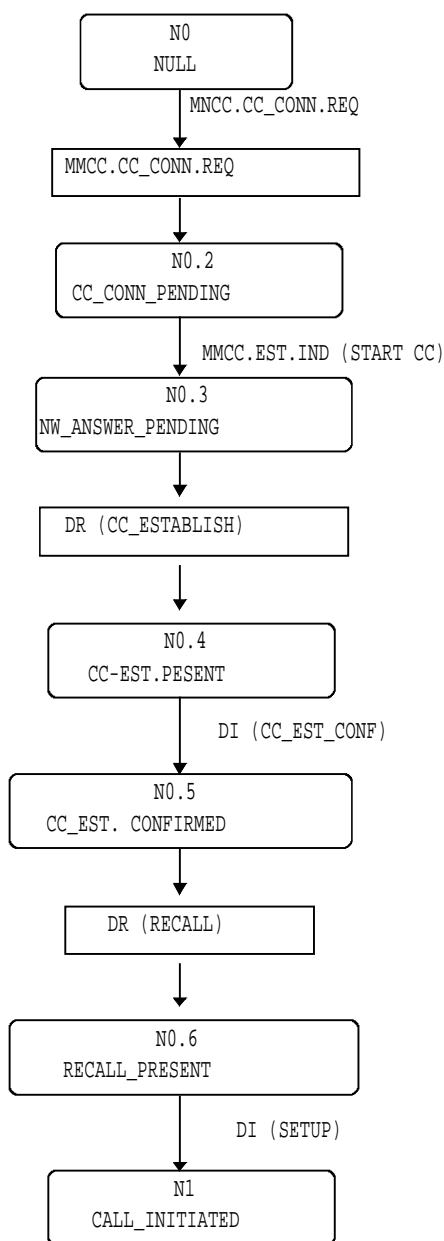 N0
NULL
MNCC.CC_CONN.REQ
MMCC.CC_CONN.REQ
N0.2
CC_CONN_PENDING
MMCC.EST.IND (START CC)
N0.3
NW_ANSWER_PENDING
DR (CC_ESTABLISH)
N0.4
CC-EST.PESENT
DI (CC_EST_CONF)
N0.5
CC_EST. CONFIRMED
DR (RECALL)
N0.6
RECALL_PRESENT
DI (SETUP)
N1
CALL_INITIATED